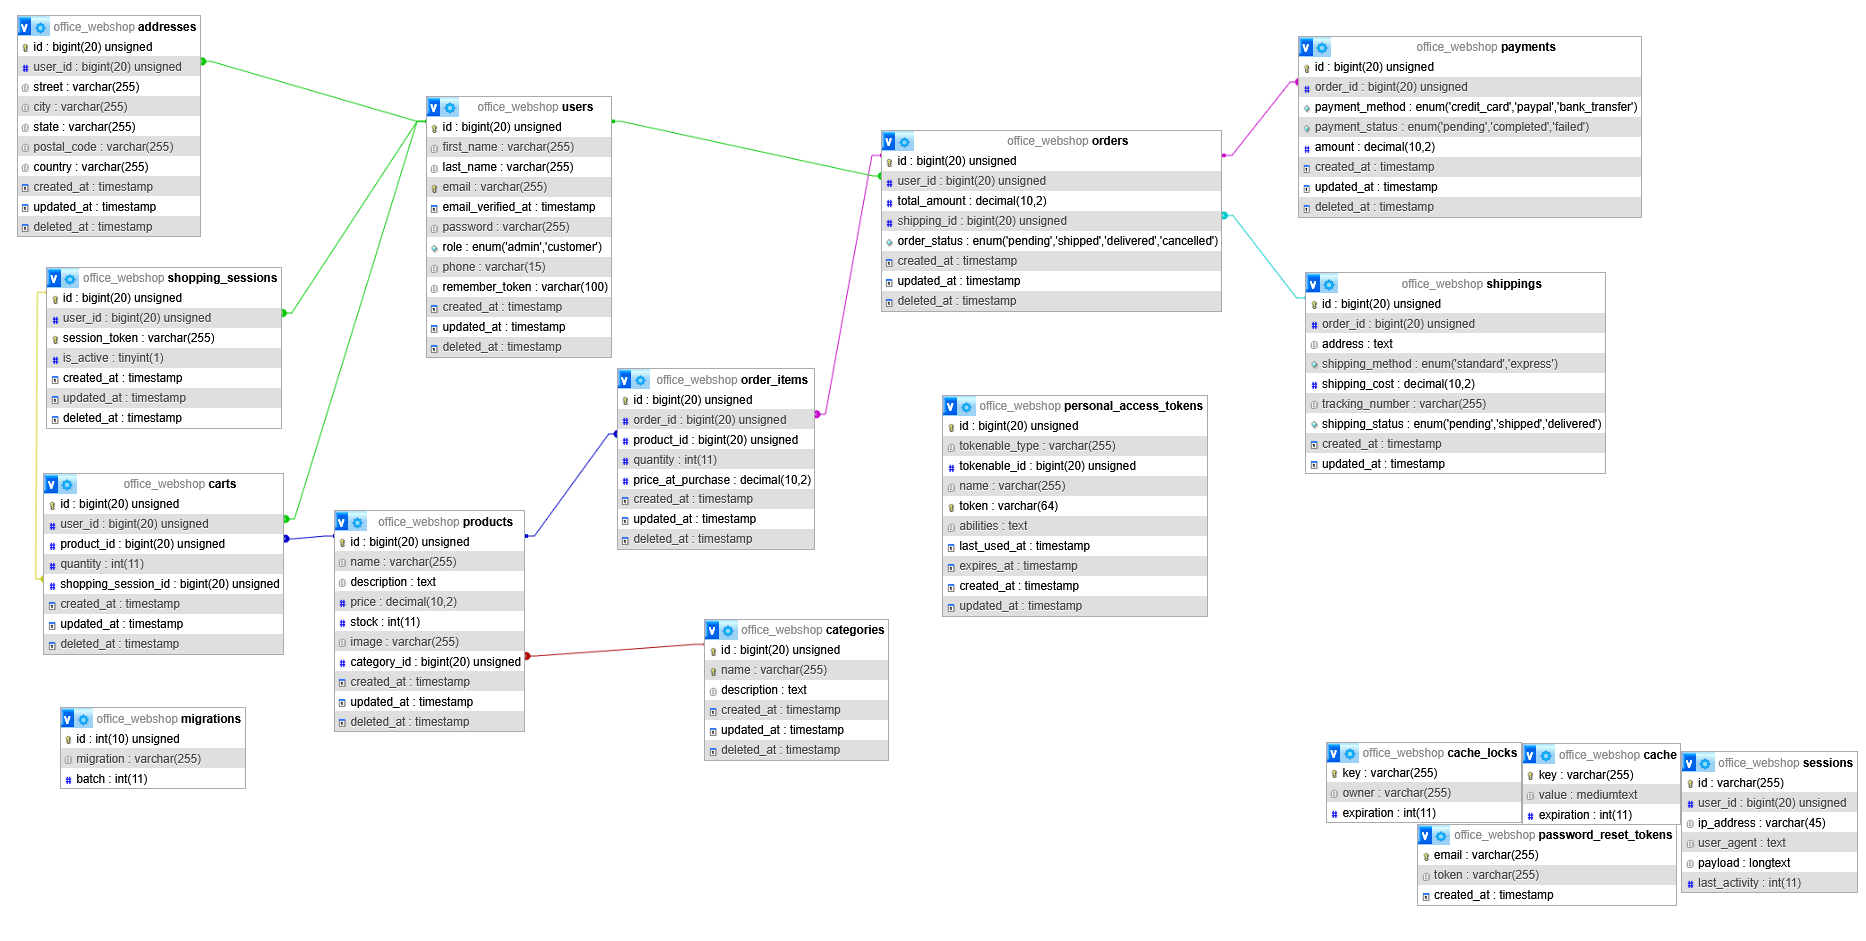 office_webshop addresses
id : bigint(20) unsigned
user_id : bigint(20) unsigned
street : varchar(255)
city : varchar(255)
state : varchar(255)
postal_code : varchar(255)
country : varchar(255)
created_at : timestamp
updated_at : timestamp
deleted_at : timestamp
office_webshop users
id : bigint(20) unsigned
first_name : varchar(255)
last_name : varchar(255)
email : varchar(255)
email_verified_at : timestamp
password : varchar(255)
role : enum('admin','customer')
phone : varchar(15)
remember_token : varchar(100)
created_at : timestamp
updated_at : timestamp
deleted_at : timestamp
office_webshop orders
id : bigint(20) unsigned
user_id : bigint(20) unsigned
total_amount : decimal(10,2)
shipping_id : bigint(20) unsigned
order_status : enum('pending','shipped','delivered','cancelled')
created_at : timestamp
updated_at : timestamp
deleted_at : timestamp
office_webshop payments
id : bigint(20) unsigned
order_id : bigint(20) unsigned
payment_method : enum('credit_card','paypal','bank_transfer')
payment_status : enum('pending','completed','failed')
amount : decimal(10,2)
created_at : timestamp
updated_at : timestamp
deleted_at : timestamp
office_webshop shopping_sessions
id : bigint(20) unsigned
user_id : bigint(20) unsigned
session_token : varchar(255)
is_active : tinyint(1)
created_at : timestamp
updated_at : timestamp
deleted_at : timestamp
office_webshop shippings
id : bigint(20) unsigned
order_id : bigint(20) unsigned
address : text
shipping_method : enum('standard','express')
shipping_cost : decimal(10,2)
tracking_number : varchar(255)
shipping_status : enum('pending','shipped','delivered')
created_at : timestamp
updated_at : timestamp
office_webshop order_items
id : bigint(20) unsigned
order_id : bigint(20) unsigned
product_id : bigint(20) unsigned
quantity : int(11)
price_at_purchase : decimal(10,2)
created_at : timestamp
updated_at : timestamp
deleted_at : timestamp
office_webshop personal_access_tokens
id : bigint(20) unsigned
tokenable_type : varchar(255)
tokenable_id : bigint(20) unsigned
name : varchar(255)
token : varchar(64)
abilities : text
last_used_at : timestamp
expires_at : timestamp
created_at : timestamp
updated_at : timestamp
office_webshop carts
id : bigint(20) unsigned
user_id : bigint(20) unsigned
product_id : bigint(20) unsigned
quantity : int(11)
shopping_session_id : bigint(20) unsigned
created_at : timestamp
updated_at : timestamp
deleted_at : timestamp
office_webshop products
id : bigint(20) unsigned
name : varchar(255)
description : text
price : decimal(10,2)
stock : int(11)
image : varchar(255)
category_id : bigint(20) unsigned
created_at : timestamp
updated_at : timestamp
deleted_at : timestamp
office_webshop categories
id : bigint(20) unsigned
name : varchar(255)
description : text
created_at : timestamp
updated_at : timestamp
deleted_at : timestamp
office_webshop migrations
id : int(10) unsigned
migration : varchar(255)
batch : int(11)
office_webshop cache_locks
key : varchar(255)
owner : varchar(255)
expiration : int(11)
office_webshop cache
key : varchar(255)
value : mediumtext
expiration : int(11)
office_webshop sessions
id : varchar(255)
user_id : bigint(20) unsigned
ip_address : varchar(45)
user_agent : text
payload : longtext
last_activity : int(11)
office_webshop password_reset_tokens
email : varchar(255)
token : varchar(255)
created_at : timestamp